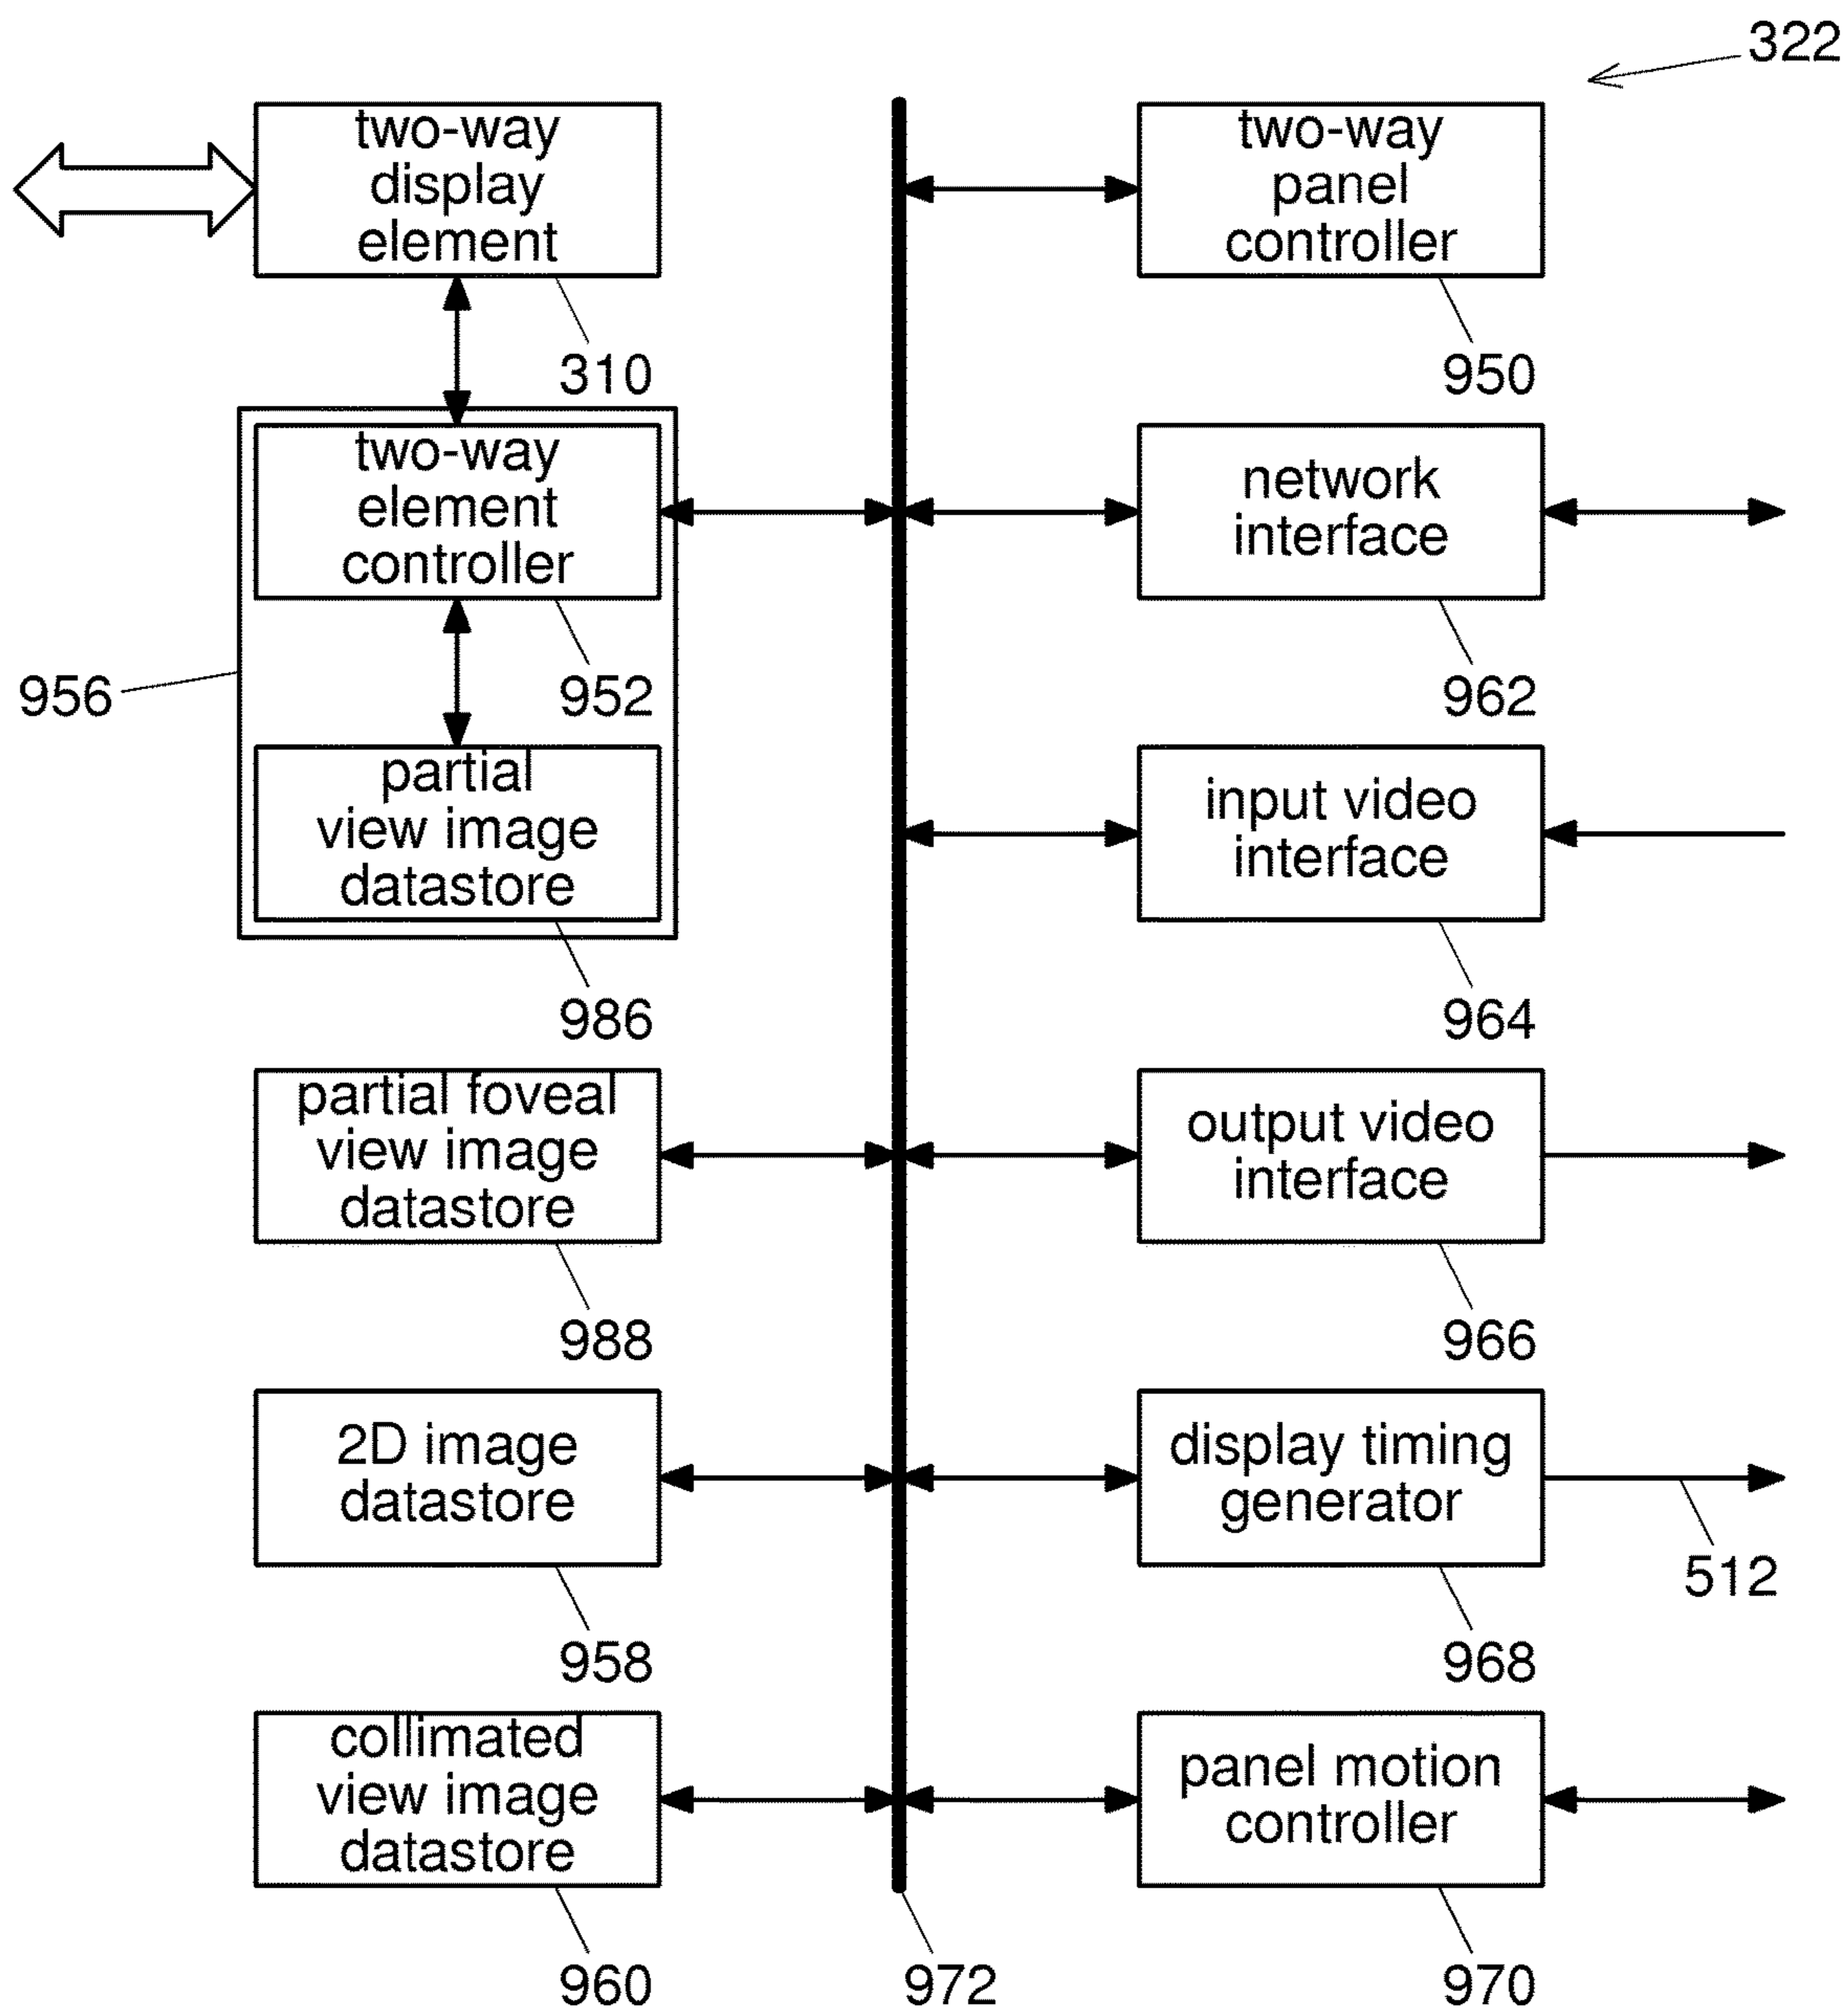 322
two-way
display
element
310
two-way
panel
controller
950
two-way
element
controller
952
956
network
interface
962
partial
view image
datastore
986
input video
interface
964
partial foveal
view image
datastore
988
output video
interface
966
2D image
datastore
958
display timing
generator
968
512
collimated
view image
datastore
960
panel motion
controller
970
972